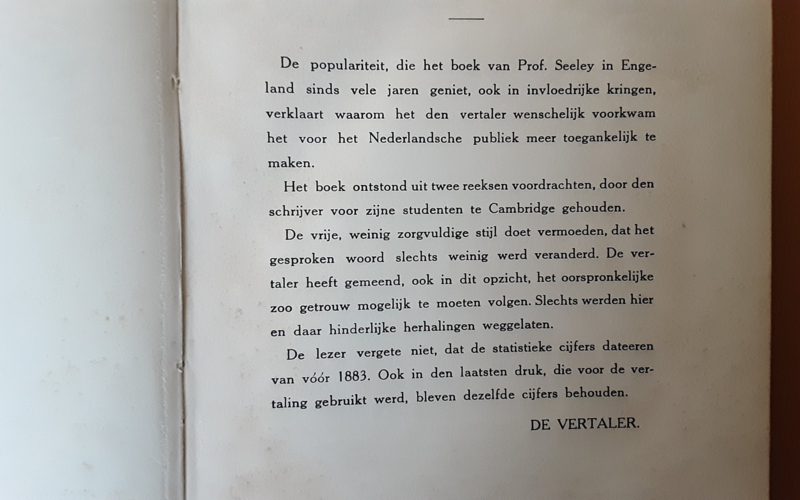 De populariteit, die het boek van Prof. Seeley in Enge-
land sinds vele jaren geniet, ook in invloedrijke kringen,
verklaart waarom het den vertaler wenschelijk voorkwam
het voor het Nederlandsche publiek meer toegankelijk te
maken.
Het boek ontstond uit twee reeksen voordrachten, door den
schrijver voor zijne studenten te Cambridge gehouden.
De vrije, weinig zorgvuldige stijl doet vermoeden, dat het
gesproken woord slechts weinig werd veranderd. De ver-
taler heeft gemeend, ook in dit opzicht, het oorspronkelijke
zoo getrouw mogelijk te moeten volgen. Slechts werden hier
en daar hinderlijke herhalingen weggelaten.
De lezer vergete niet, dat de statistieke cijfers dateeren
van vóór 1883. Ook in den laatsten druk, die voor de ver-
taling gebruikt werd, bleven dezelfde cijfers behouden.
DE VERTALER.